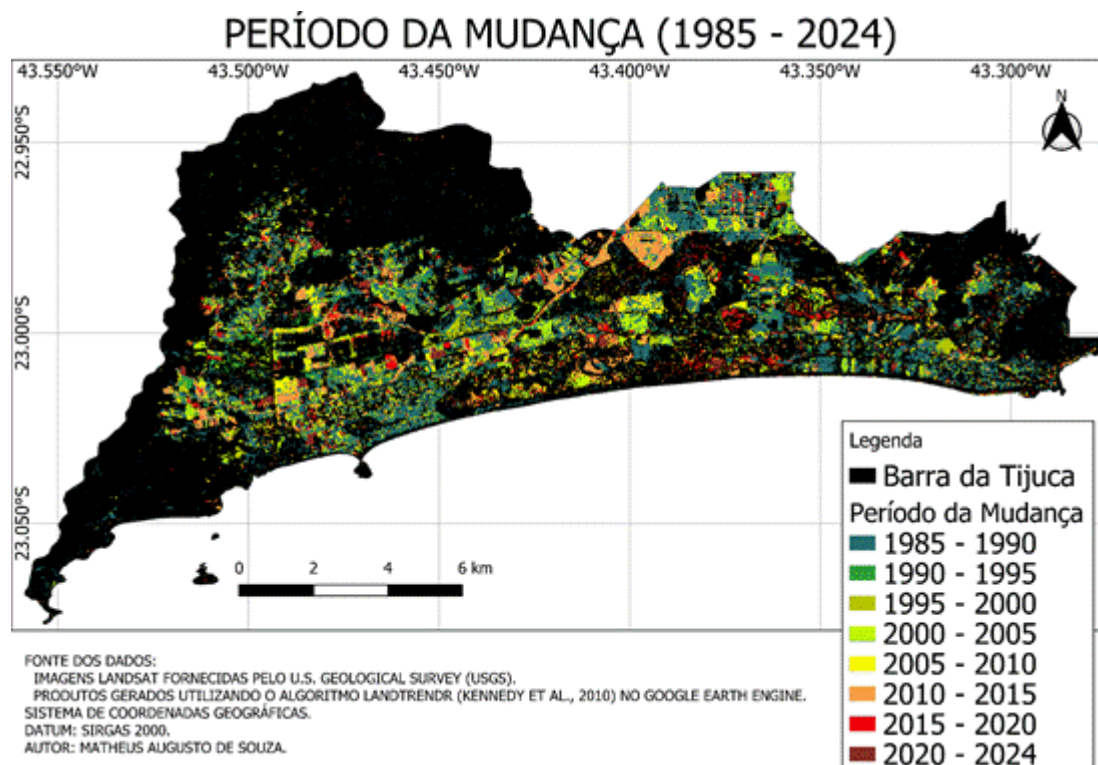 PERÍODO DA MUDANÇA (1985 - 2024)
43.550°W 43.500°W 43.450°W 43.400°W 43.350°W 43.300°W
N
22.950°S
23.000°S
23.050°S
0 2 4 6 km
Legenda
Barra da Tijuca
Período da Mudança
1985 - 1990
1990 - 1995
1995 - 2000
2000 - 2005
2005 - 2010
2010 - 2015
2015 - 2020
2020 - 2024
FONTE DOS DADOS:
IMAGENS LANDSAT FORNECIDAS PELO U.S. GEOLOGICAL SURVEY (USGS).
PRODUTOS GERADOS UTILIZANDO O ALGORITMO LANDTRENDR (KENNEDY ET AL., 2010) NO GOOGLE EARTH ENGINE.
SISTEMA DE COORDENADAS GEOGRÁFICAS.
DATUM: SIRGAS 2000.
AUTOR: MATHEUS AUGUSTO DE SOUZA.